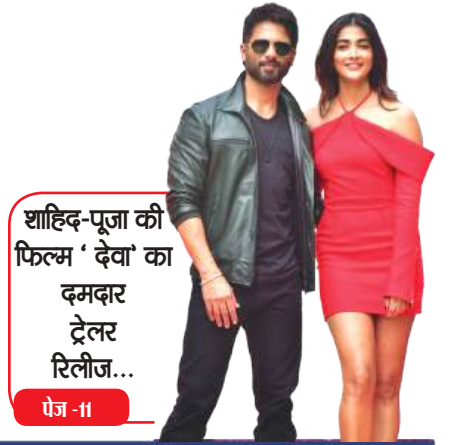 शाहिद-पूजा की
फिल्म ‘ देवा’ का
दमदार
ट्रेलर
रिलीज...
पेज -11